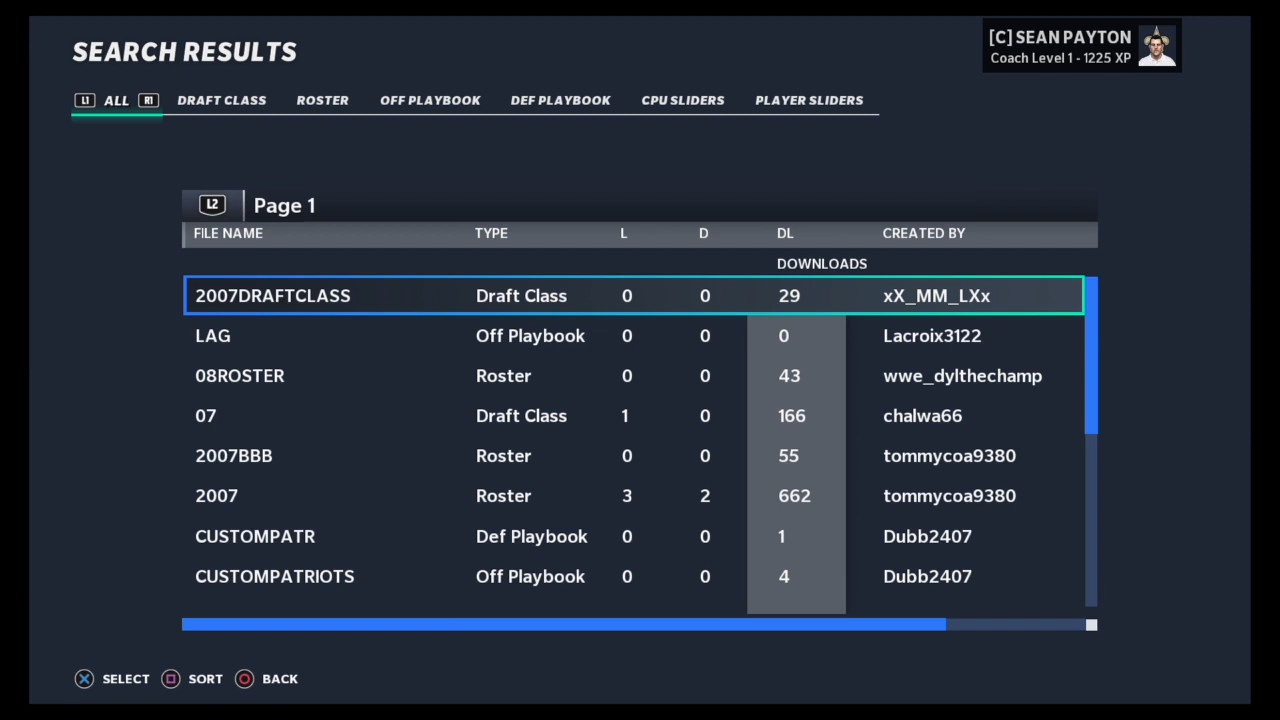 SEARCH RESULTS
[C] SEAN PAYTON
Coach Level 1 - 1225 XP
L1 ALL R1 DRAFT CLASS ROSTER OFF PLAYBOOK DEF PLAYBOOK CPU SLIDERS PLAYER SLIDERS
L2 Page 1
FILE NAME TYPE L D DL CREATED BY
DOWNLOADS
2007DRAFTCLASS Draft Class 0 0 29 xX_MM_LXx
LAG Off Playbook 0 0 0 Lacroix3122
08ROSTER Roster 0 0 43 wwe_dylthechamp
07 Draft Class 1 0 166 chalwa66
2007BBB Roster 0 0 55 tommycoa9380
2007 Roster 3 2 662 tommycoa9380
CUSTOMPATR Def Playbook 0 0 1 Dubb2407
CUSTOMPATRIOTS Off Playbook 0 0 4 Dubb2407
SELECT SORT BACK